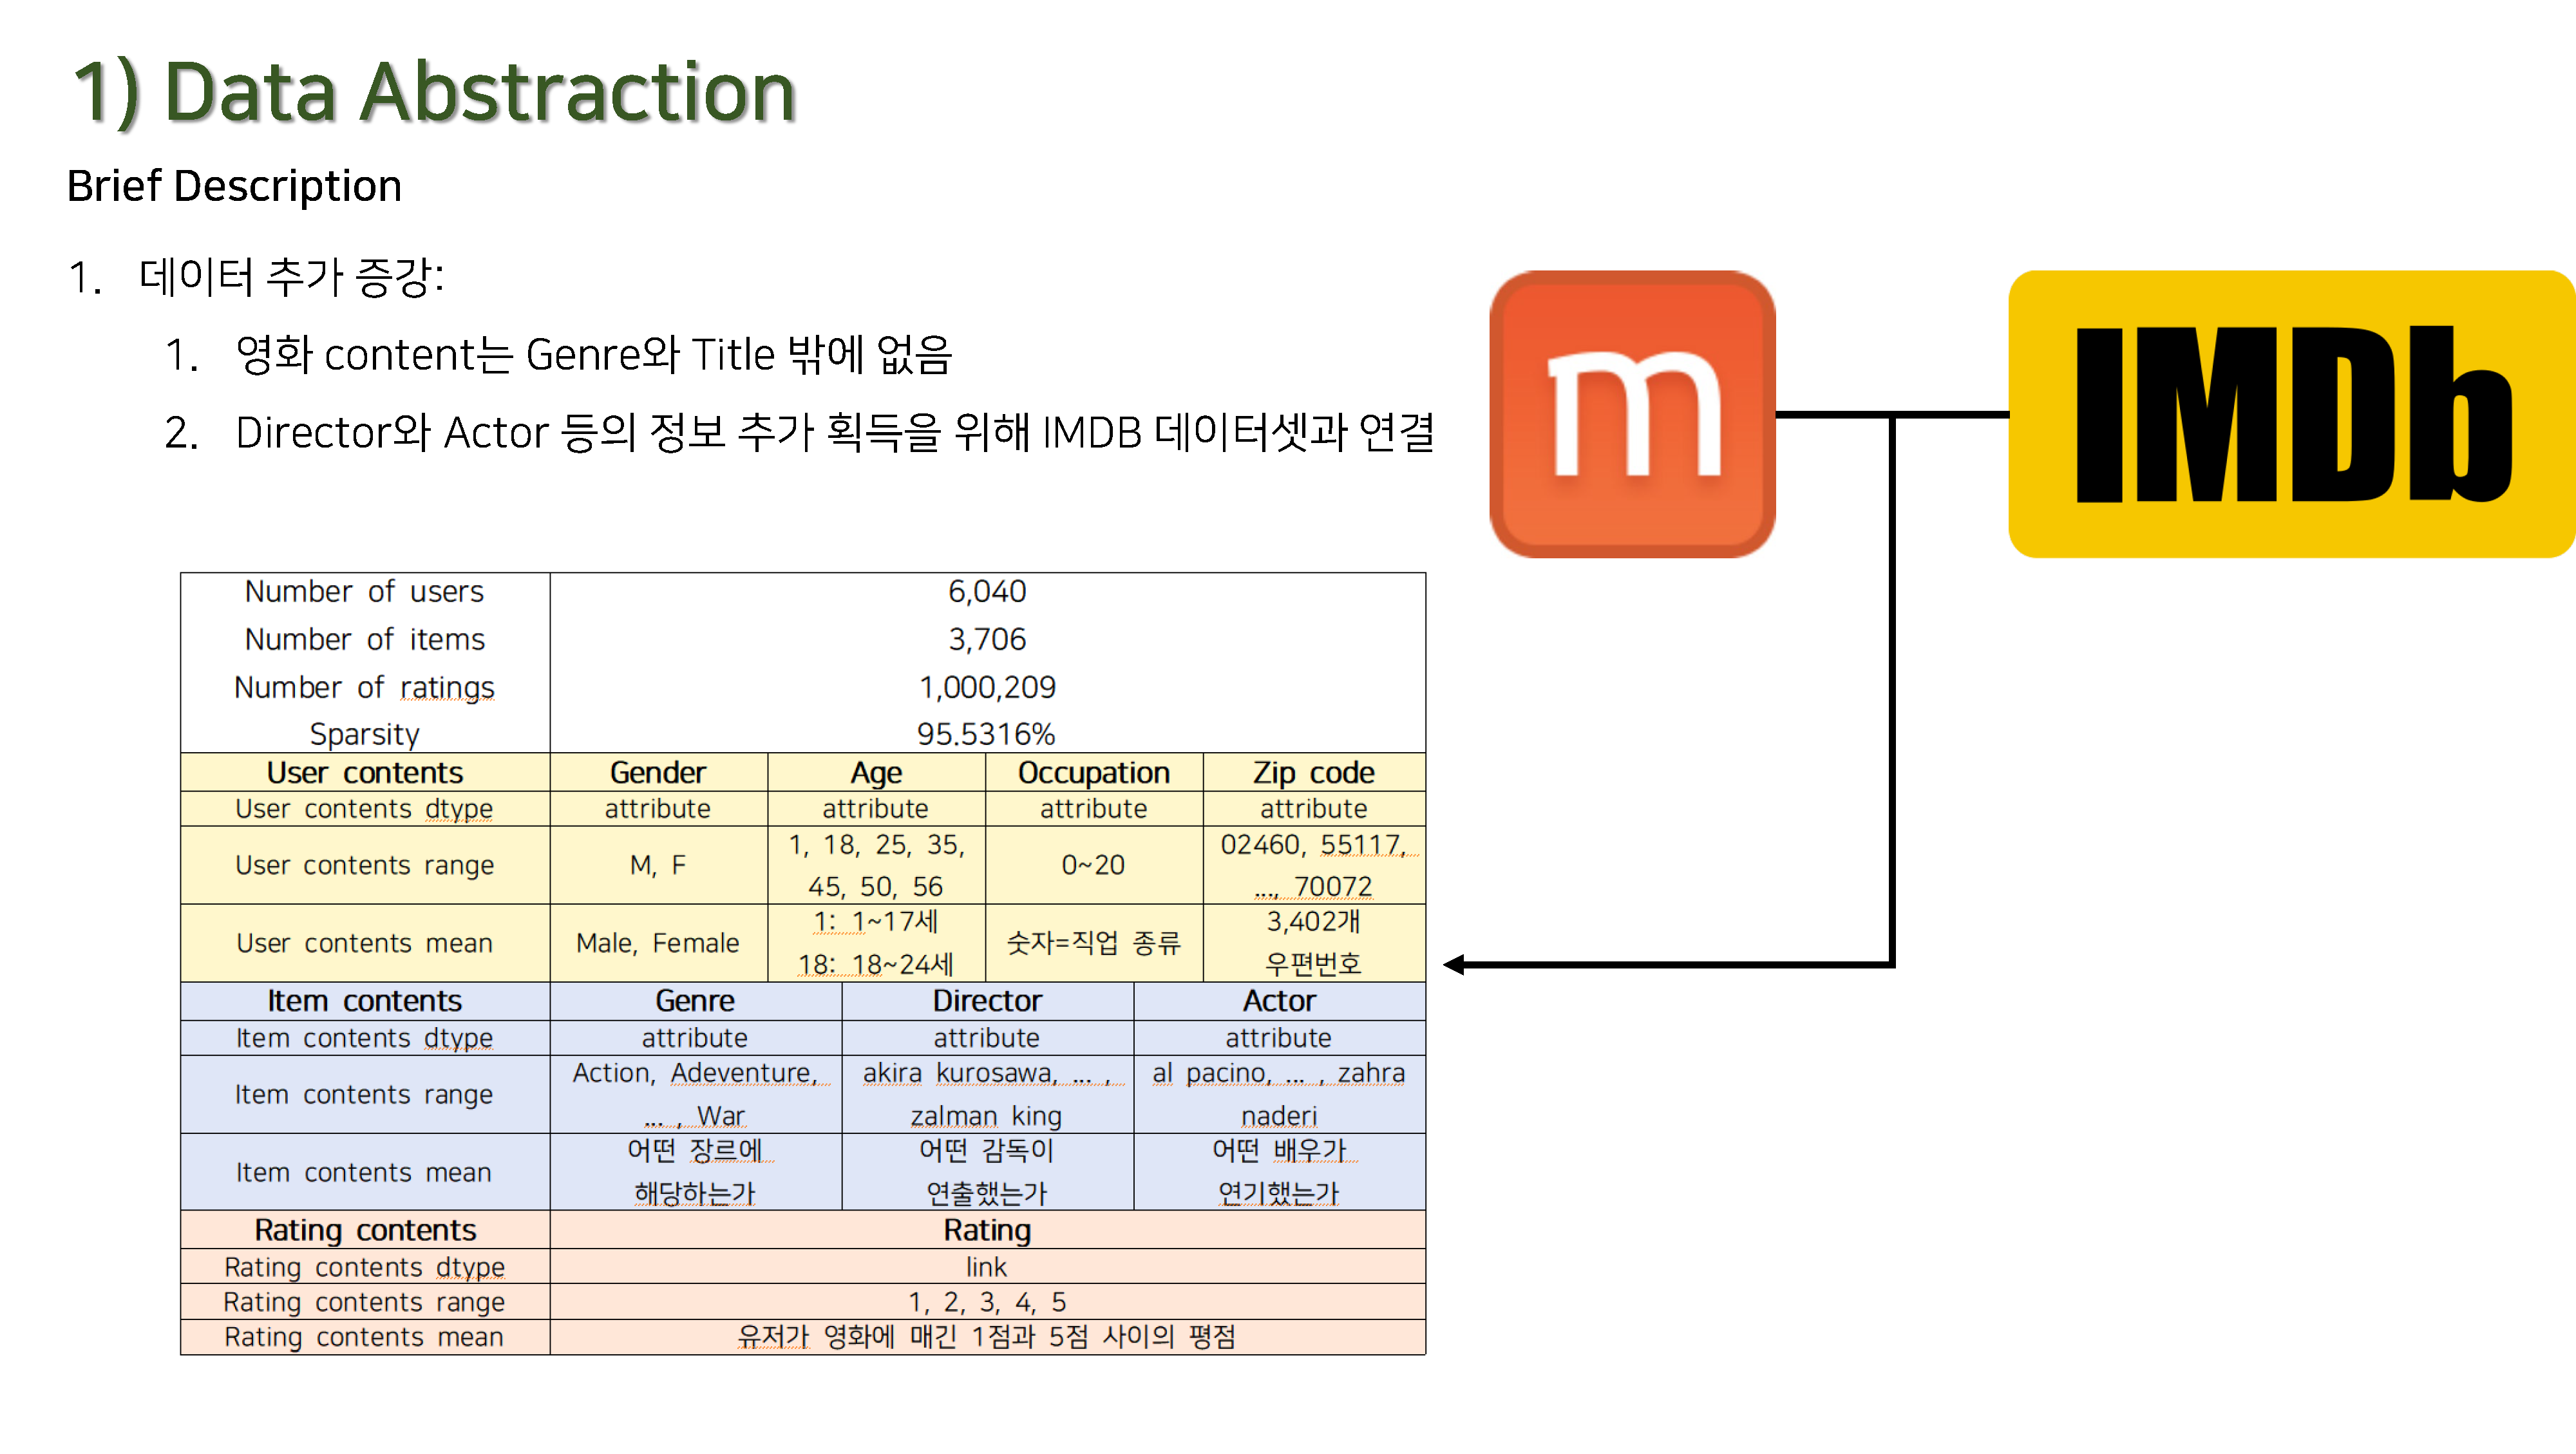 1) Data Abstraction
Brief Description
1. 데이터 추가 증강:
1. 영화 content는 Genre와 Title 밖에 없음
2. Director와 Actor 등의 정보 추가 획득을 위해 IMDB 데이터셋과 연결
m
IMDb
Number of users 6,040
Number of items 3,706
Number of ratings 1,000,209
Sparsity 95.5316%
User contents Gender Age Occupation Zip code
User contents dtype attribute attribute attribute attribute
User contents range M, F 1, 18, 25, 35, 45, 50, 56 0~20 02460, 55117, ..., 70072
User contents mean Male, Female 1: 1~17세 18: 18~24세 숫자=직업 종류 3,402개 우편번호
Item contents Genre Director Actor
Item contents dtype attribute attribute attribute
Item contents range Action, Adeventure, ... , War akira kurosawa, ... , zalman king al pacino, ... , zahra naderi
Item contents mean 어떤 장르에 해당하는가 어떤 감독이 연출했는가 어떤 배우가 연기했는가
Rating contents Rating
Rating contents dtype link
Rating contents range 1, 2, 3, 4, 5
Rating contents mean 유저가 영화에 매긴 1점과 5점 사이의 평점